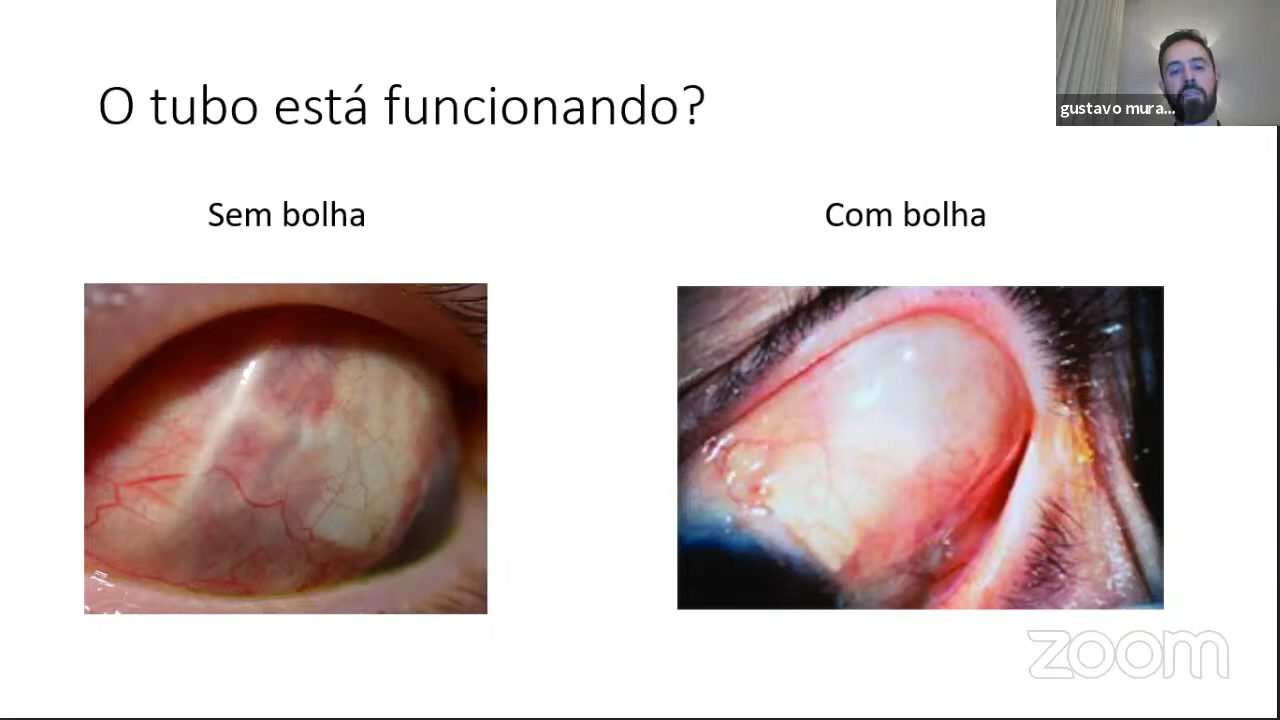 O tubo está funcionando?
gustavo mura...
Sem bolha
Com bolha
zoom